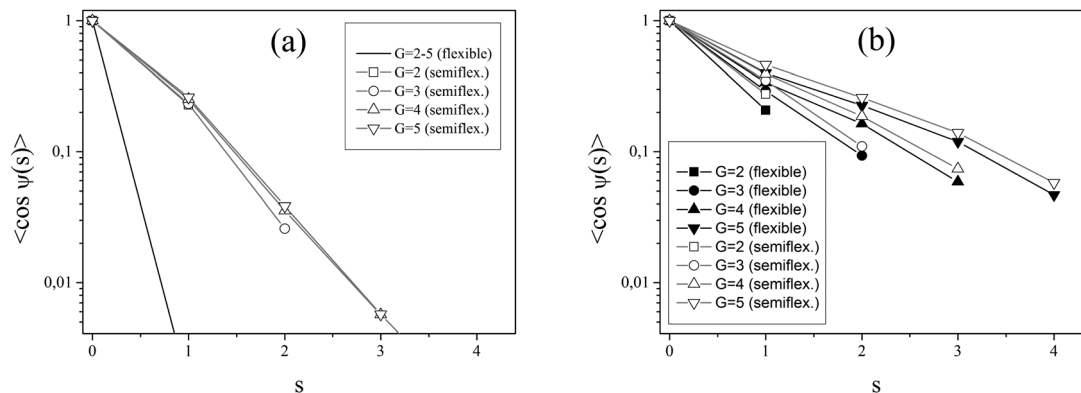 (a)
<cos ψ(s)>
1
0,1
0,01
G=2-5 (flexible)
G=2 (semiflex.)
G=3 (semiflex.)
G=4 (semiflex.)
G=5 (semiflex.)
0 1 2 3 4
s
(b)
<cos ψ(s)>
1
0,1
0,01
G=2 (flexible)
G=3 (flexible)
G=4 (flexible)
G=5 (flexible)
G=2 (semiflex.)
G=3 (semiflex.)
G=4 (semiflex.)
G=5 (semiflex.)
0 1 2 3 4
s